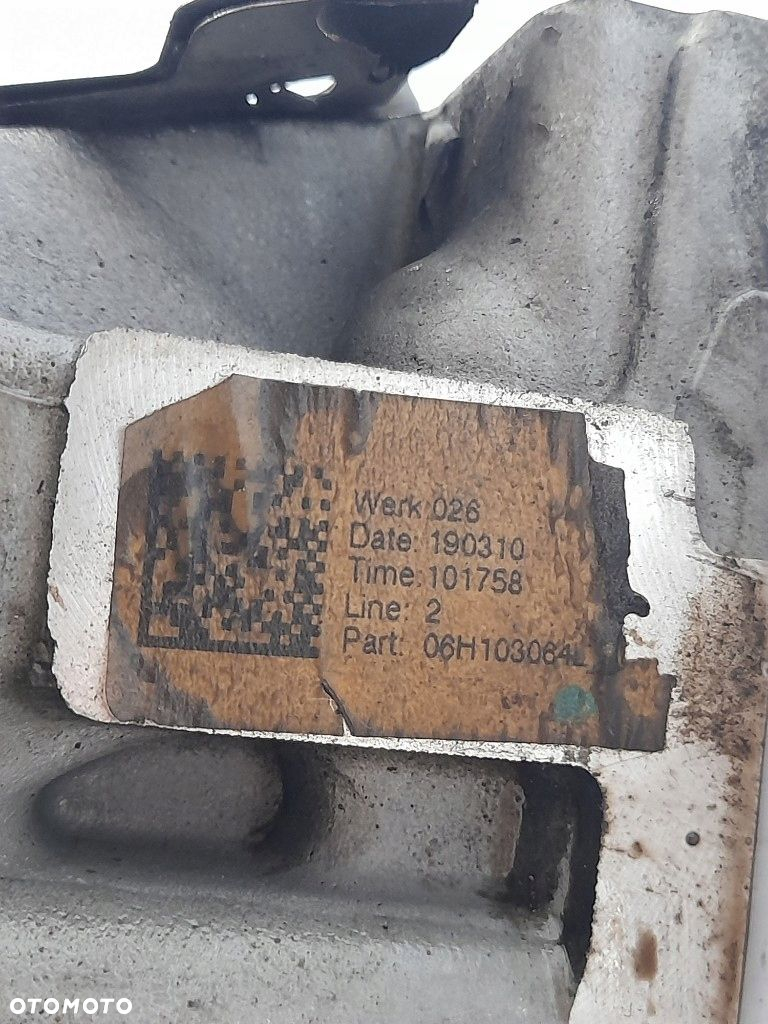 Werk:026
Date: 190310
Time:101758
Line: 2
Part: 06H103064L
OTOMOTO